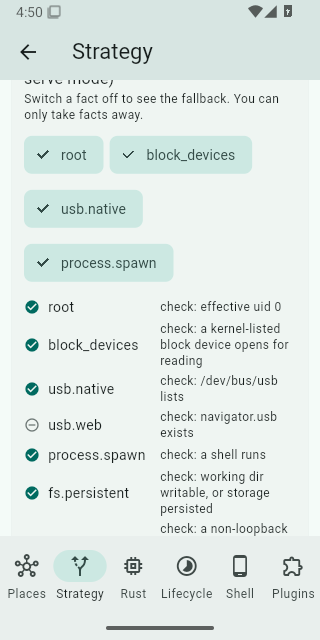 4:50
Strategy
serve mode)
Switch a fact off to see the fallback. You can
only take facts away.
root
block_devices
usb.native
process.spawn
root
check: effective uid 0
block_devices
check: a kernel-listed
block device opens for
reading
usb.native
check: /dev/bus/usb
lists
usb.web
check: navigator.usb
exists
process.spawn
check: a shell runs
fs.persistent
check: working dir
writable, or storage
persisted
check: a non-loopback
Places
Strategy
Rust
Lifecycle
Shell
Plugins